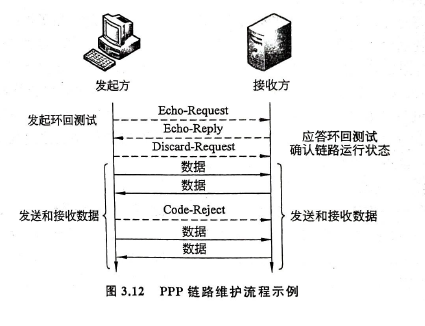 发起方 接收方
Echo-Request
发起环回测试
Echo-Reply
应答环回测试
Discard-Request
确认链路运行状态
数据
数据
发送和接收数据 Code-Reject 发送和接收数据
数据
数据
图 3.12 PPP 链路维护流程示例